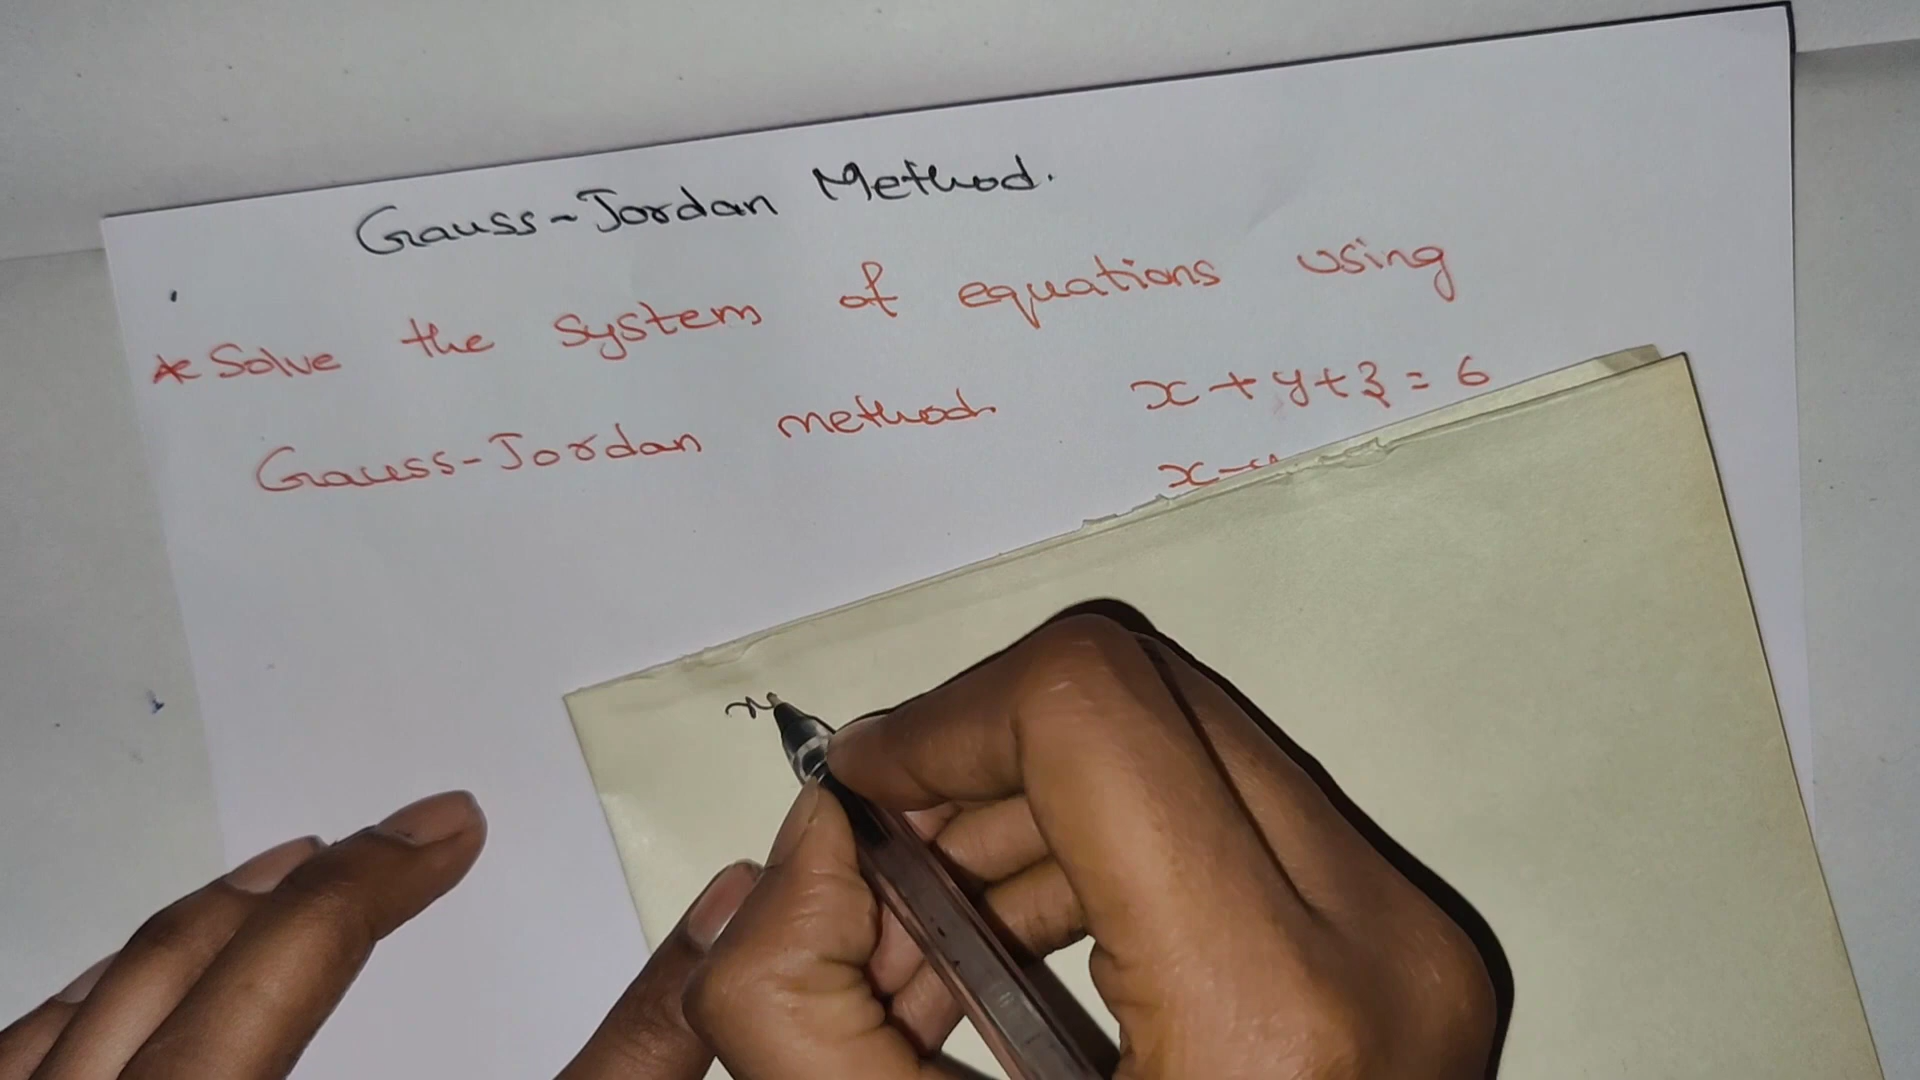 Gauss-Jordan Method.
* Solve the system of equations using
Gauss-Jordan method. x + y + z = 6
x - y